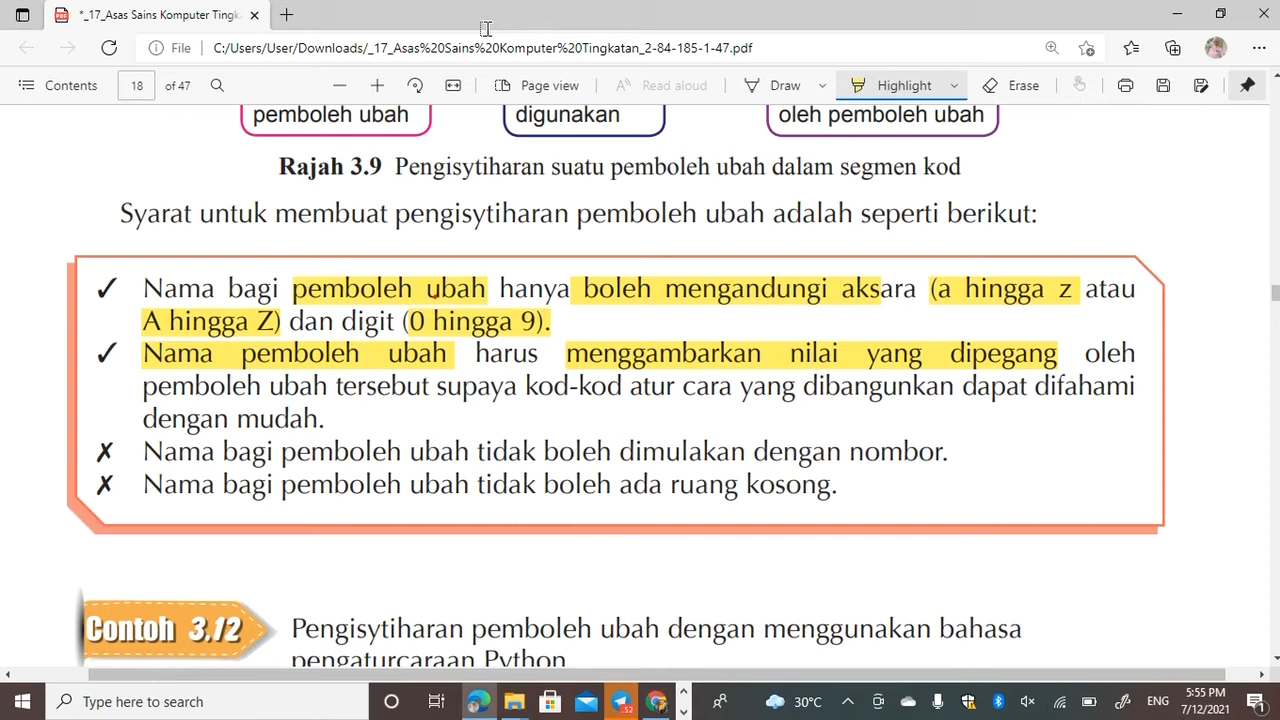 *_17_Asas Sains Komputer Tingk
File
C:/Users/User/Downloads/_17_Asas%20Sains%20Komputer%20Tingkatan_2-84-185-1-47.pdf
Contents
18
of 47
Page view
Read aloud
Draw
Highlight
Erase
pemboleh ubah
digunakan
oleh pemboleh ubah
Rajah 3.9 Pengisytiharan suatu pemboleh ubah dalam segmen kod
Syarat untuk membuat pengisytiharan pemboleh ubah adalah seperti berikut:
✓ Nama bagi pemboleh ubah hanya boleh mengandungi aksara (a hingga z atau
A hingga Z) dan digit (0 hingga 9).
✓ Nama pemboleh ubah harus menggambarkan nilai yang dipegang oleh
pemboleh ubah tersebut supaya kod-kod atur cara yang dibangunkan dapat difahami
dengan mudah.
✗ Nama bagi pemboleh ubah tidak boleh dimulakan dengan nombor.
✗ Nama bagi pemboleh ubah tidak boleh ada ruang kosong.
Contoh 3.12
Pengisytiharan pemboleh ubah dengan menggunakan bahasa
pengaturcaraan Python
Type here to search
52
30°C
ENG
5:55 PM
7/12/2021
1